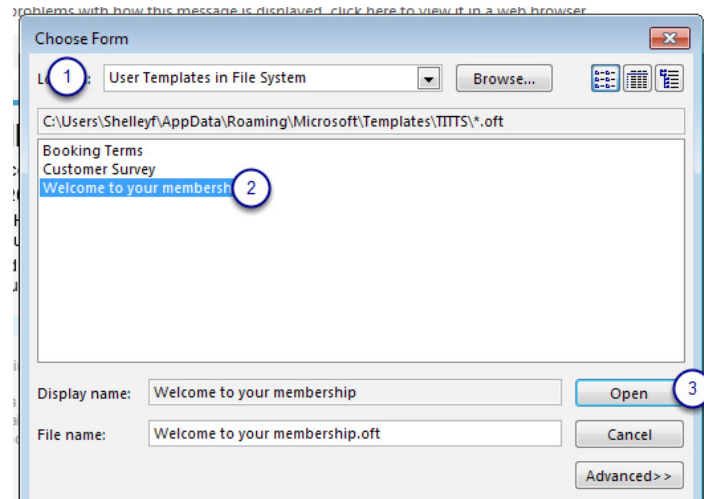 problems with how this message is displayed, click here to view it in a web browser.
Choose Form
1 User Templates in File System Browse...
C:\Users\Shelleyf\AppData\Roaming\Microsoft\Templates\TITTS\*.oft
Booking Terms
Customer Survey
Welcome to your membersh 2
Display name: Welcome to your membership Open 3
File name: Welcome to your membership.oft Cancel
Advanced>>